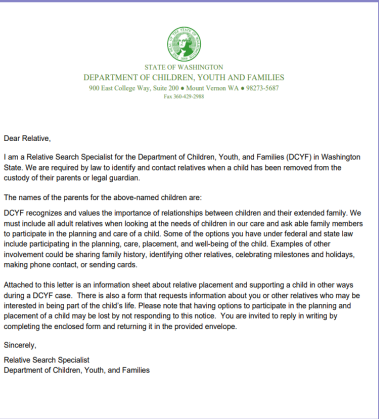 STATE OF WASHINGTON
DEPARTMENT OF CHILDREN, YOUTH AND FAMILIES
900 East College Way, Suite 200 ● Mount Vernon WA ● 98273-5687
Fax 360-429-2988
Dear Relative,
I am a Relative Search Specialist for the Department of Children, Youth, and Families (DCYF) in Washington
State. We are required by law to identify and contact relatives when a child has been removed from the
custody of their parents or legal guardian.
The names of the parents for the above-named children are:
DCYF recognizes and values the importance of relationships between children and their extended family. We
must include all adult relatives when looking at the needs of children in our care and ask able family members
to participate in the planning and care of a child. Some of the options you have under federal and state law
include participating in the planning, care, placement, and well-being of the child. Examples of other
involvement could be sharing family history, identifying other relatives, celebrating milestones and holidays,
making phone contact, or sending cards.
Attached to this letter is an information sheet about relative placement and supporting a child in other ways
during a DCYF case. There is also a form that requests information about you or other relatives who may be
interested in being part of the child's life. Please note that having options to participate in the planning and
placement of a child may be lost by not responding to this notice. You are invited to reply in writing by
completing the enclosed form and returning it in the provided envelope.
Sincerely,
Relative Search Specialist
Department of Children, Youth, and Families